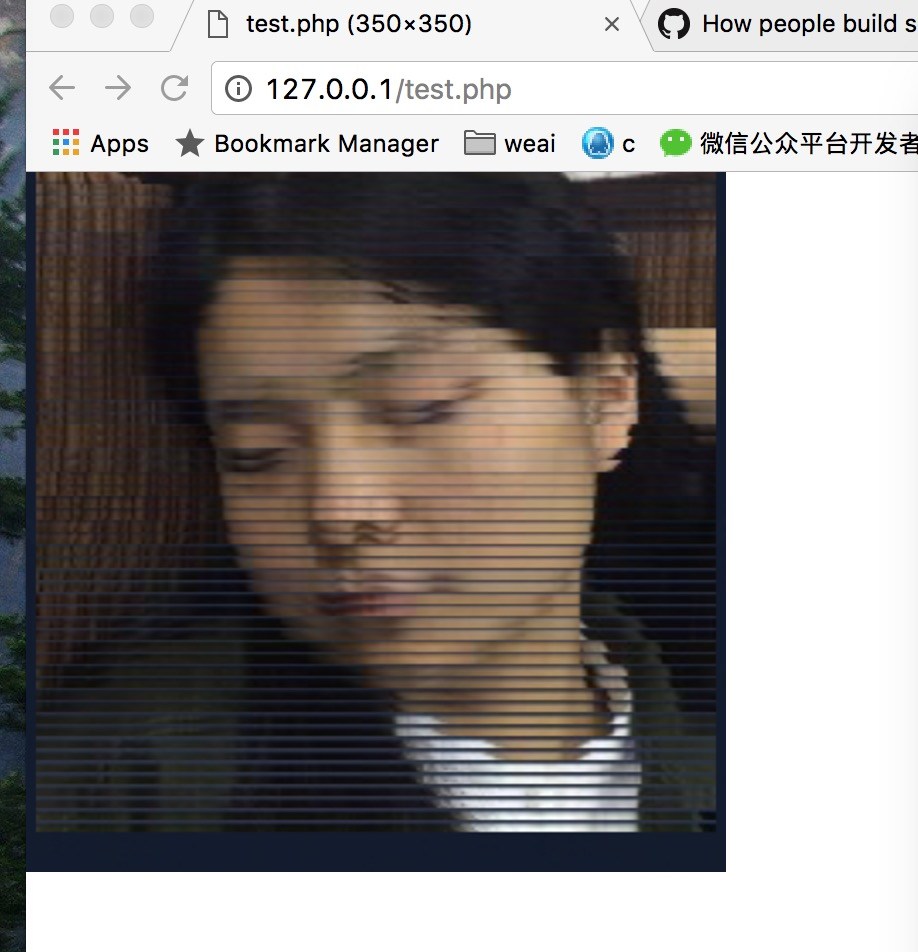 test.php (350×350)
How people build s
127.0.0.1/test.php
Apps
Bookmark Manager
weai
c
微信公众平台开发者